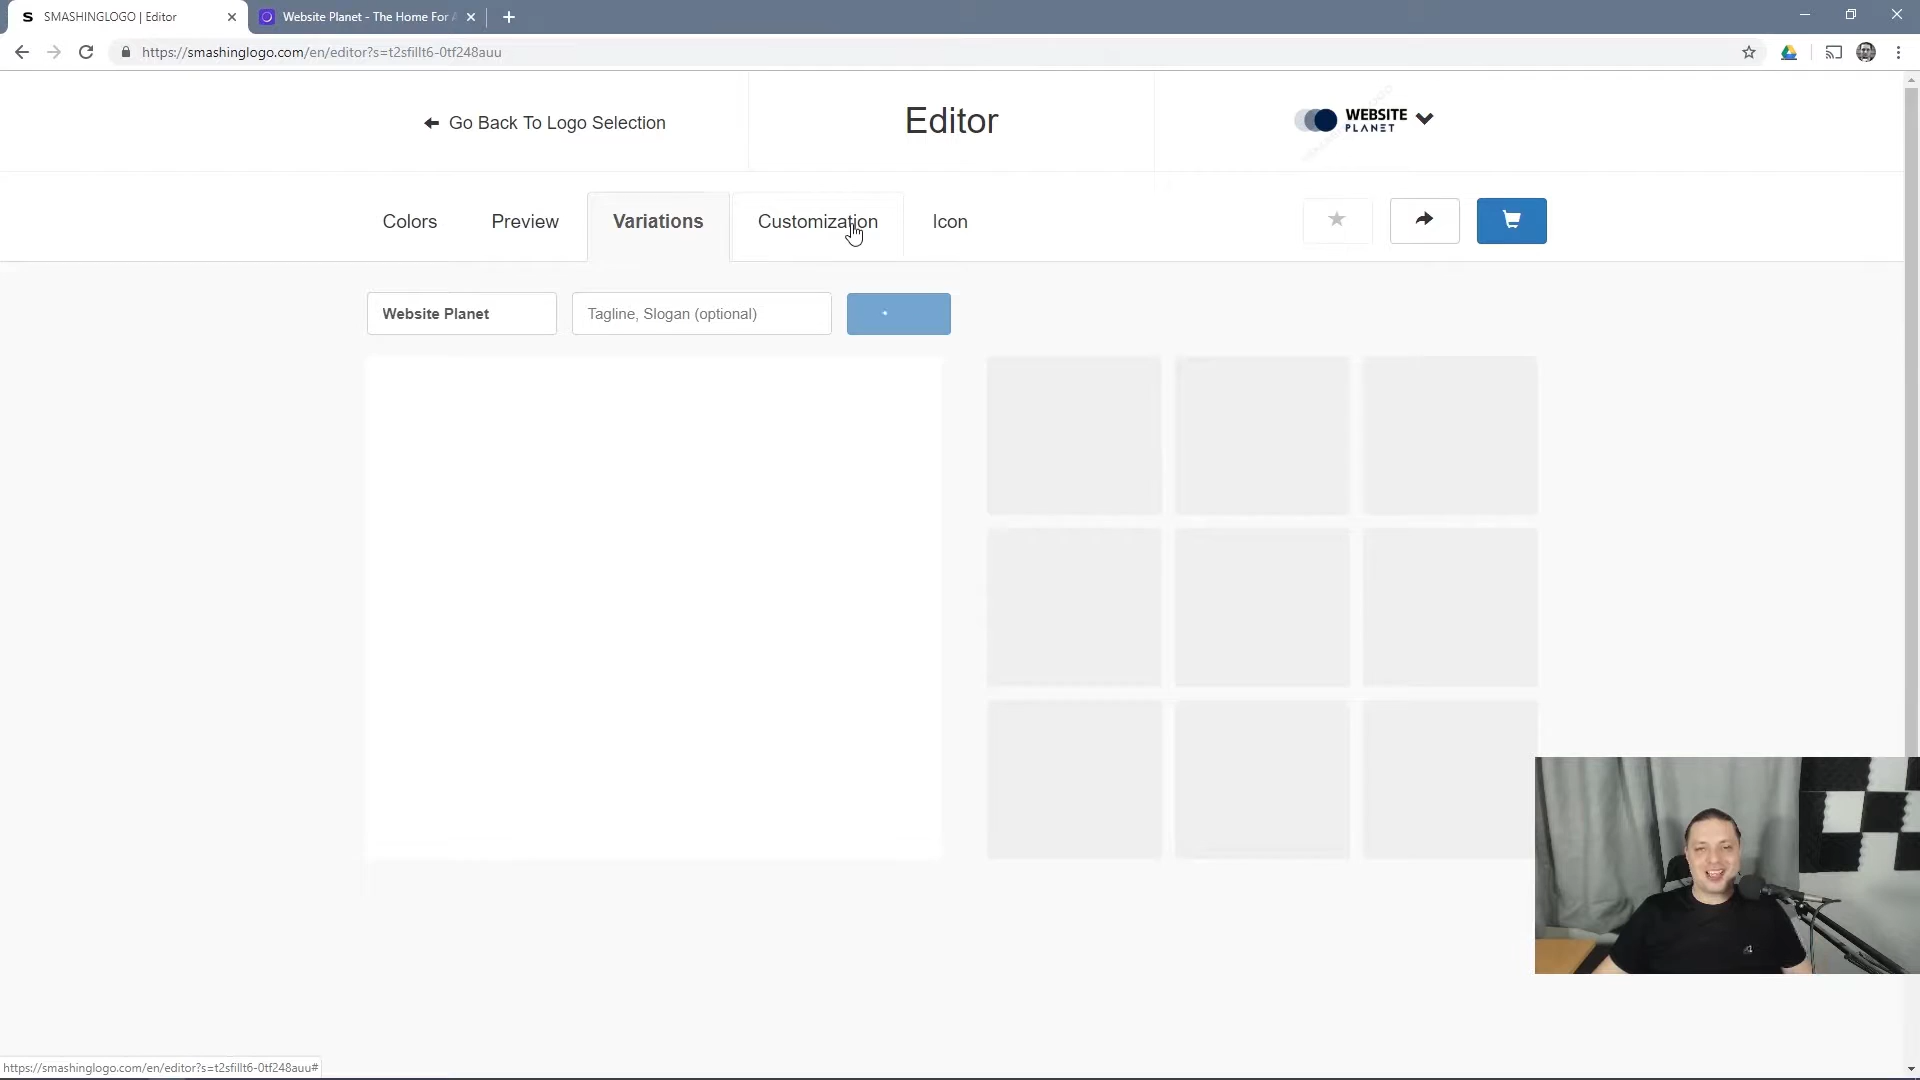 SMASHINGLOGO | Editor
Website Planet - The Home For
https://smashinglogo.com/en/editor?s=t2sfillt6-0tf248auu
Go Back To Logo Selection
Editor
WEBSITE
PLANET
Colors
Preview
Variations
Customization
Icon
Website Planet
Tagline, Slogan (optional)
https://smashinglogo.com/en/editor?s=t2sfillt6-0tf248auu#